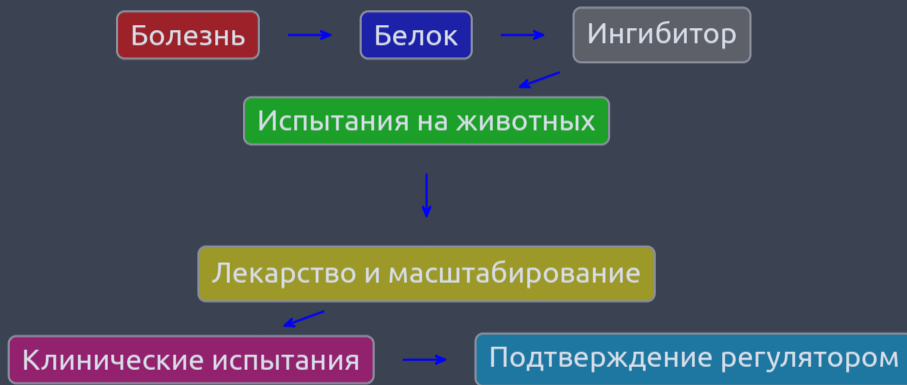 Болезнь
Белок
Ингибитор
Испытания на животных
Лекарство и масштабирование
Клинические испытания
Подтверждение регулятором